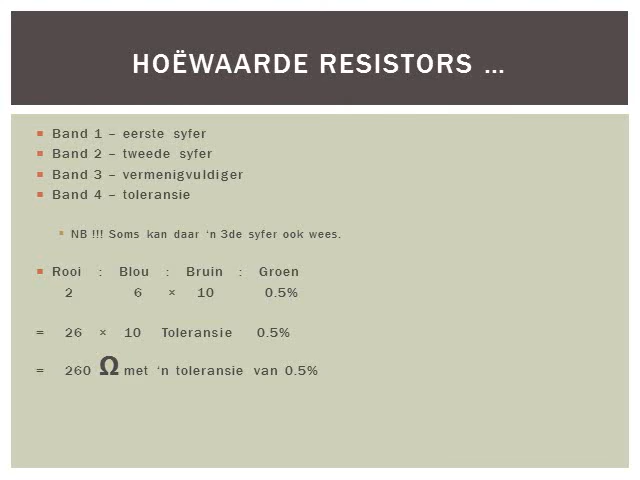 HOËWAARDE RESISTORS ...
Band 1 – eerste syfer
Band 2 – tweede syfer
Band 3 – vermenigvuldiger
Band 4 – toleransie
NB !!! Soms kan daar ‘n 3de syfer ook wees.
Rooi : Blou : Bruin : Groen
2 6 × 10 0.5%
= 26 × 10 Toleransie 0.5%
= 260 Ω met ‘n toleransie van 0.5%